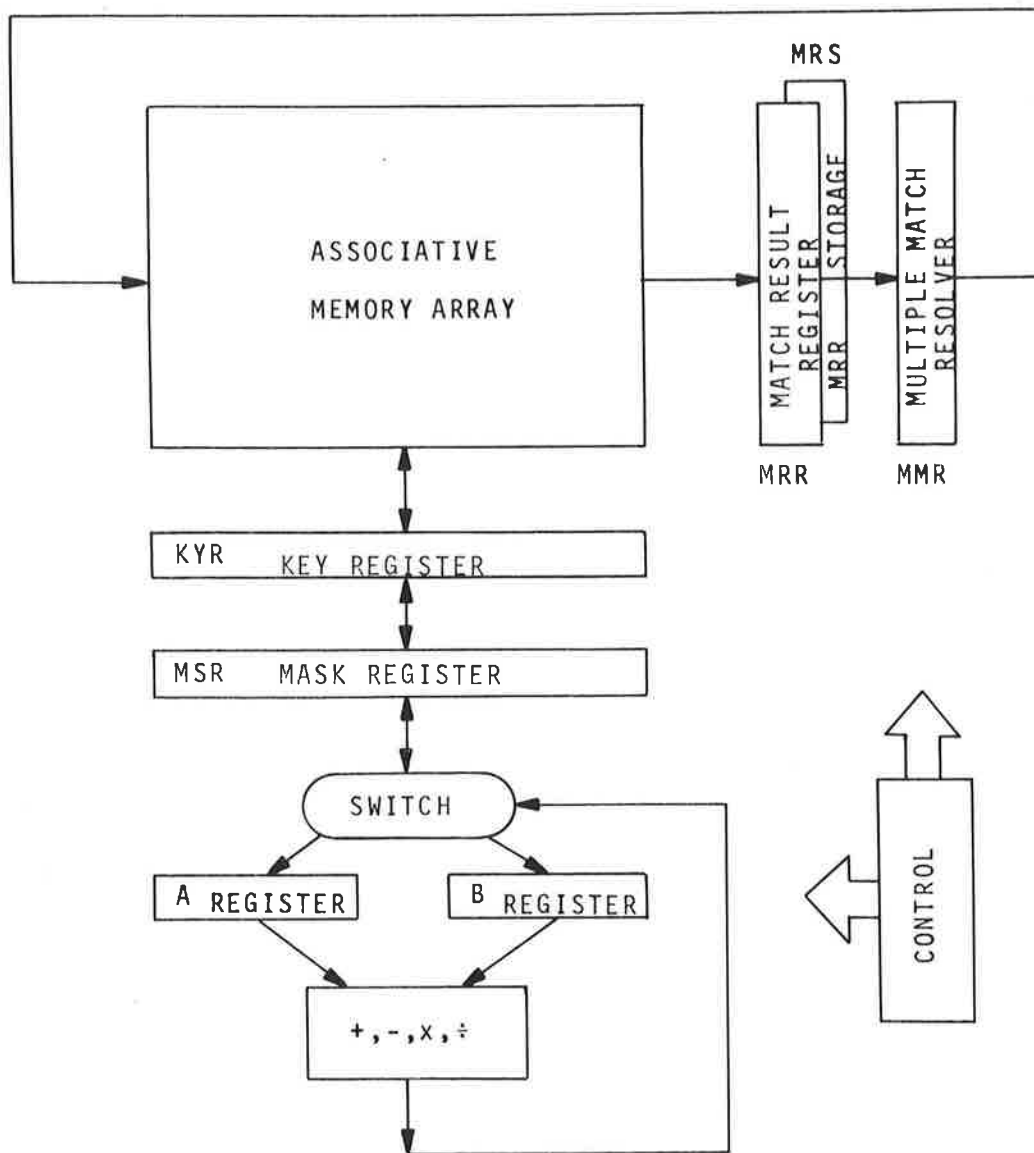 MRS
ASSOCIATIVE
MEMORY ARRAY
MATCH RESULT
REGISTER
MRR STORAGE
MULTIPLE MATCH
RESOLVER
MRR
MMR
KYR KEY REGISTER
MSR MASK REGISTER
SWITCH
A REGISTER
B REGISTER
+,-,x,÷
CONTROL